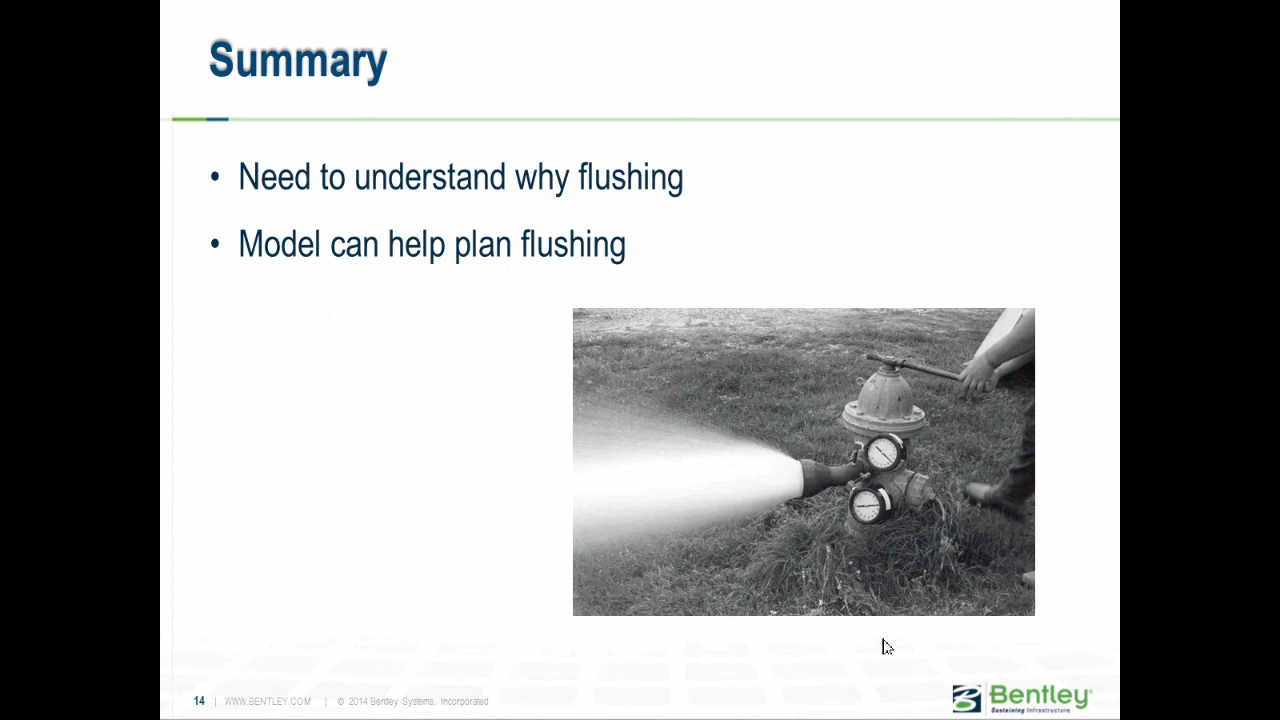 Summary
• Need to understand why flushing
• Model can help plan flushing
14 | WWW.BENTLEY.COM | © 2014 Bentley Systems, Incorporated
Bentley
Sustaining Infrastructure